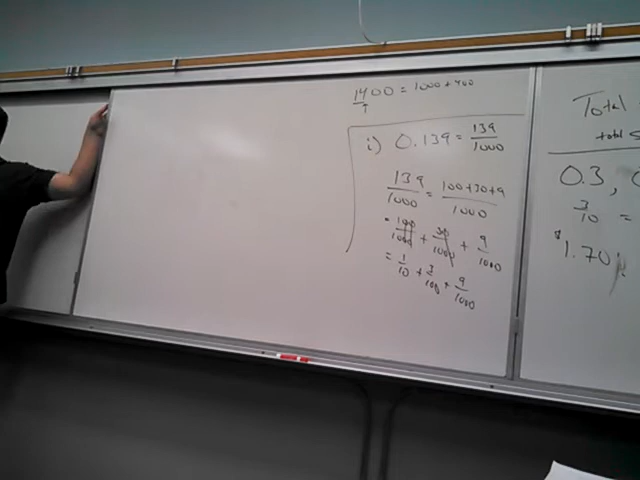 1400 = 1000 + 400
i) 0.139 = 139/1000
139/1000 = 100+30+9/1000
= 100/1000 + 30/1000 + 9/1000
= 1/10 + 3/100 + 9/1000
Total
total
0.3,
3/10 =
$1.70